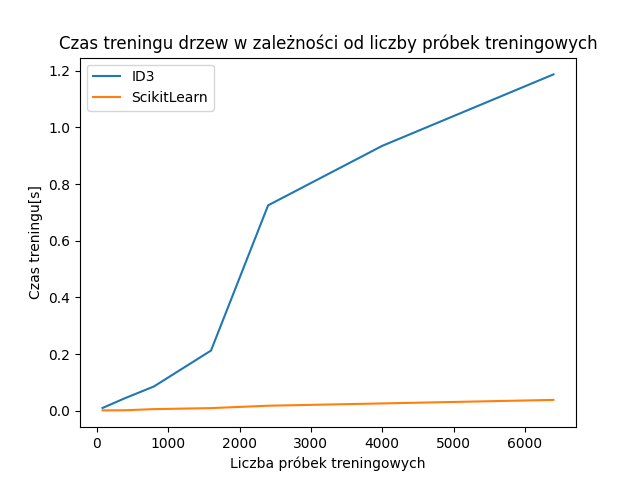 Czas treningu drzew w zależności od liczby próbek treningowych
ID3
ScikitLearn
1.2
1.0
0.8
0.6
0.4
0.2
0.0
Czas treningu[s]
0 1000 2000 3000 4000 5000 6000
Liczba próbek treningowych